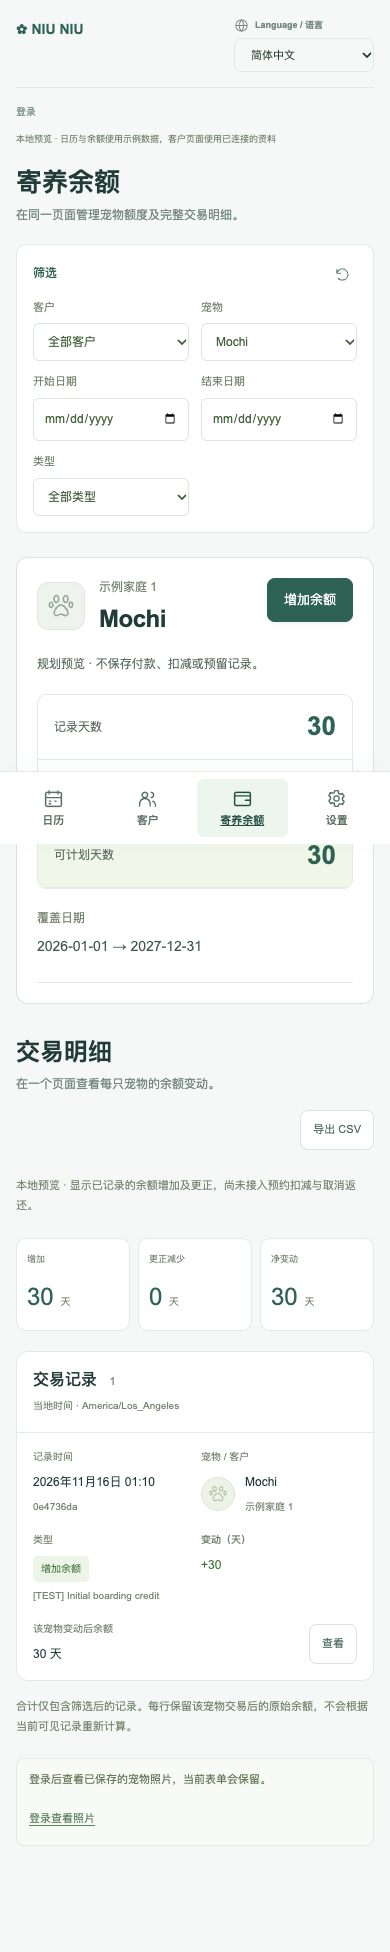 ✿ NIU NIU
Language / 语言
简体中文
登录
本地预览 · 日历与余额使用示例数据，客户页面使用已连接的资料
寄养余额
在同一页面管理宠物额度及完整交易明细。
筛选
客户
宠物
全部客户
Mochi
开始日期
结束日期
mm/dd/yyyy
mm/dd/yyyy
类型
全部类型
示例家庭 1
Mochi
增加余额
规划预览 · 不保存付款、扣减或预留记录。
记录天数
30
日历
客户
寄养余额
设置
可计划天数
30
覆盖日期
2026-01-01 → 2027-12-31
交易明细
在一个页面查看每只宠物的余额变动。
导出 CSV
本地预览 · 显示已记录的余额增加及更正，尚未接入预约扣减与取消返
还。
增加
更正减少
净变动
30 天
0 天
30 天
交易记录 1
当地时间 · America/Los_Angeles
记录时间
宠物 / 客户
2026年11月16日 01:10
Mochi
0e4736da
示例家庭 1
类型
变动（天）
增加余额
+30
[TEST] Initial boarding credit
该宠物变动后余额
30 天
查看
合计仅包含筛选后的记录。每行保留该宠物交易后的原始余额，不会根据
当前可见记录重新计算。
登录后查看已保存的宠物照片，当前表单会保留。
登录查看照片